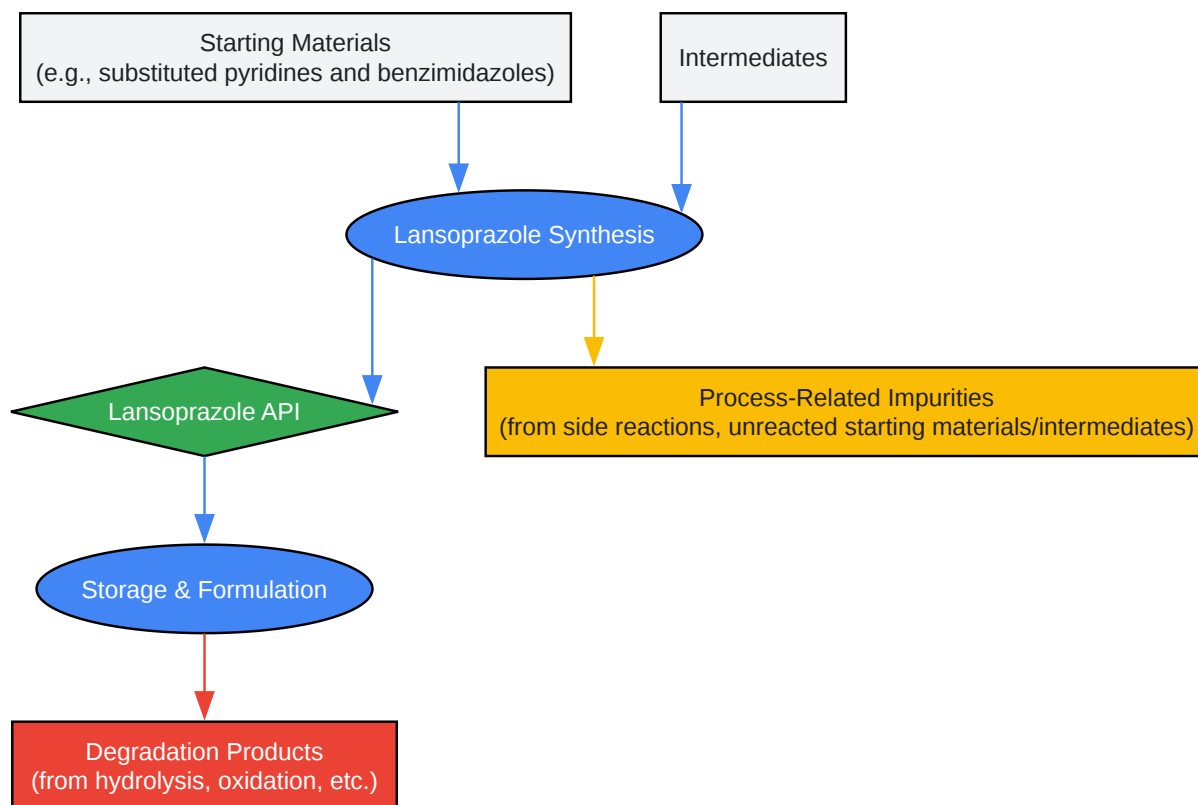 Starting Materials
(e.g., substituted pyridines and benzimidazoles)
Intermediates
Lansoprazole Synthesis
Lansoprazole API
Process-Related Impurities
(from side reactions, unreacted starting materials/intermediates)
Storage & Formulation
Degradation Products
(from hydrolysis, oxidation, etc.)